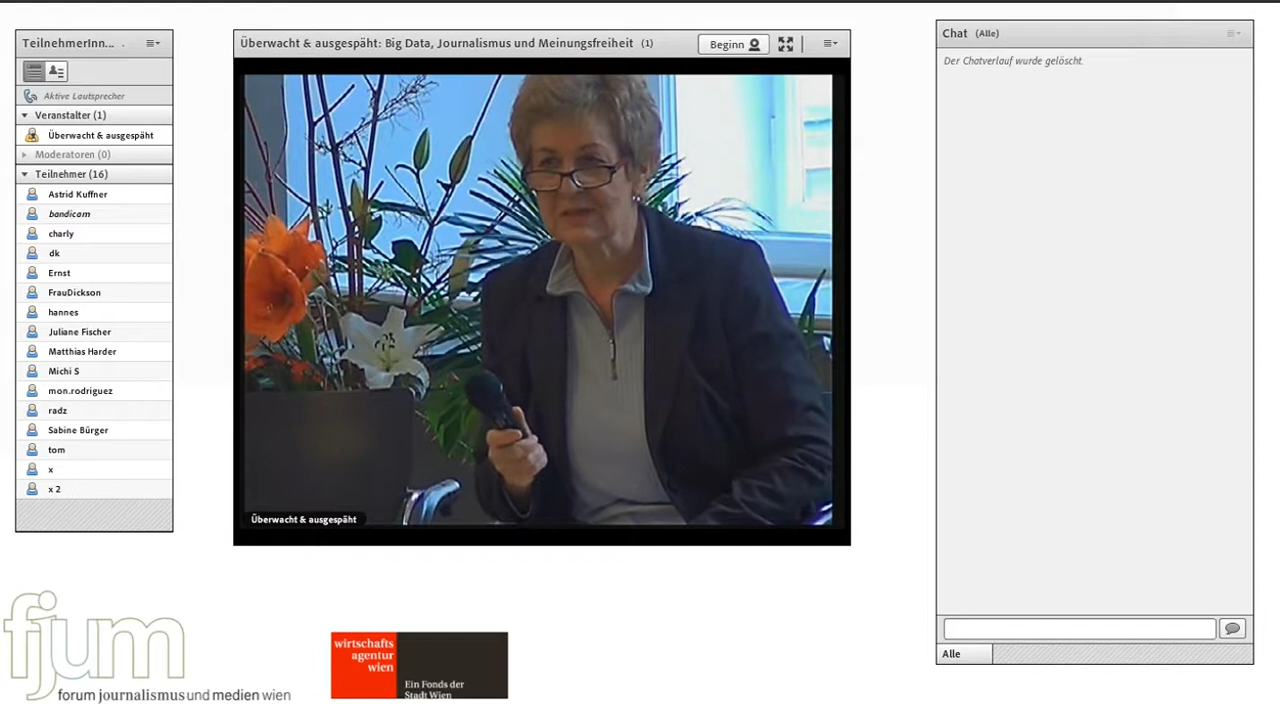 TeilnehmerInn... .
Aktive Lautsprecher
Veranstalter (1)
Überwacht & ausgespäht
Moderatoren (0)
Teilnehmer (16)
Astrid Kuffner
bandicam
charly
dk
Ernst
FrauDickson
hannes
Juliane Fischer
Matthias Harder
Michi S
mon.rodriguez
radz
Sabine Bürger
tom
x
x 2
Überwacht & ausgespäht: Big Data, Journalismus und Meinungsfreiheit (1)
Beginn
Überwacht & ausgespäht
Chat (Alle)
Der Chatverlauf wurde gelöscht.
Alle
fjum
forum journalismus und medien wien
wirtschafts
agentur
wien
Ein Fonds der
Stadt Wien